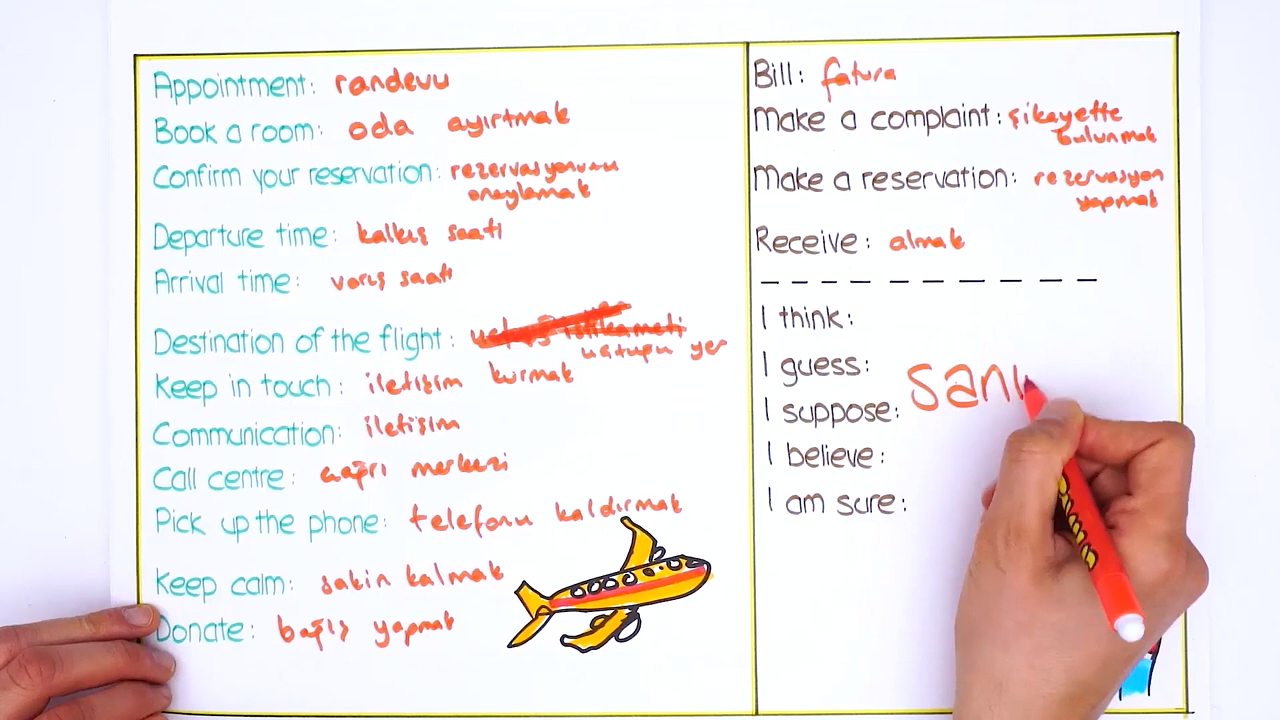 Appointment: randevu
Book a room: oda ayırtmak
Confirm your reservation: rezervasyonunu
onaylamak
Departure time: kalkış saati
Arrival time: varış saati
Destination of the flight:
uçtuğu yer
Keep in touch: iletişim kurmak
Communication: iletişim
Call centre: çağrı merkezi
Pick up the phone: telefonu kaldırmak
Keep calm: sakin kalmak
Donate: bağış yapmak
Bill: fatura
Make a complaint: şikayette
bulunmak
Make a reservation: rezervasyon
yapmak
Receive: almak
I think:
I guess:
I suppose:
I believe:
I am sure:
sanı